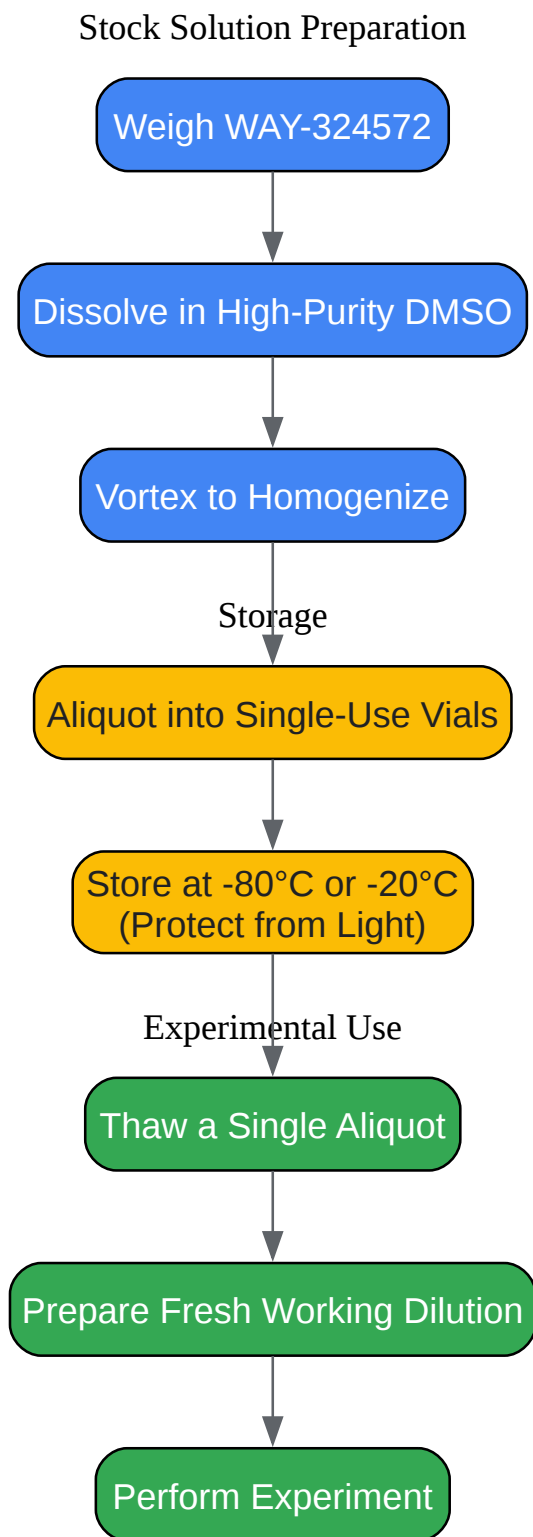 Stock Solution Preparation
Weigh WAY-324572
Dissolve in High-Purity DMSO
Vortex to Homogenize
Storage
Aliquot into Single-Use Vials
Store at -80°C or -20°C
(Protect from Light)
Experimental Use
Thaw a Single Aliquot
Prepare Fresh Working Dilution
Perform Experiment